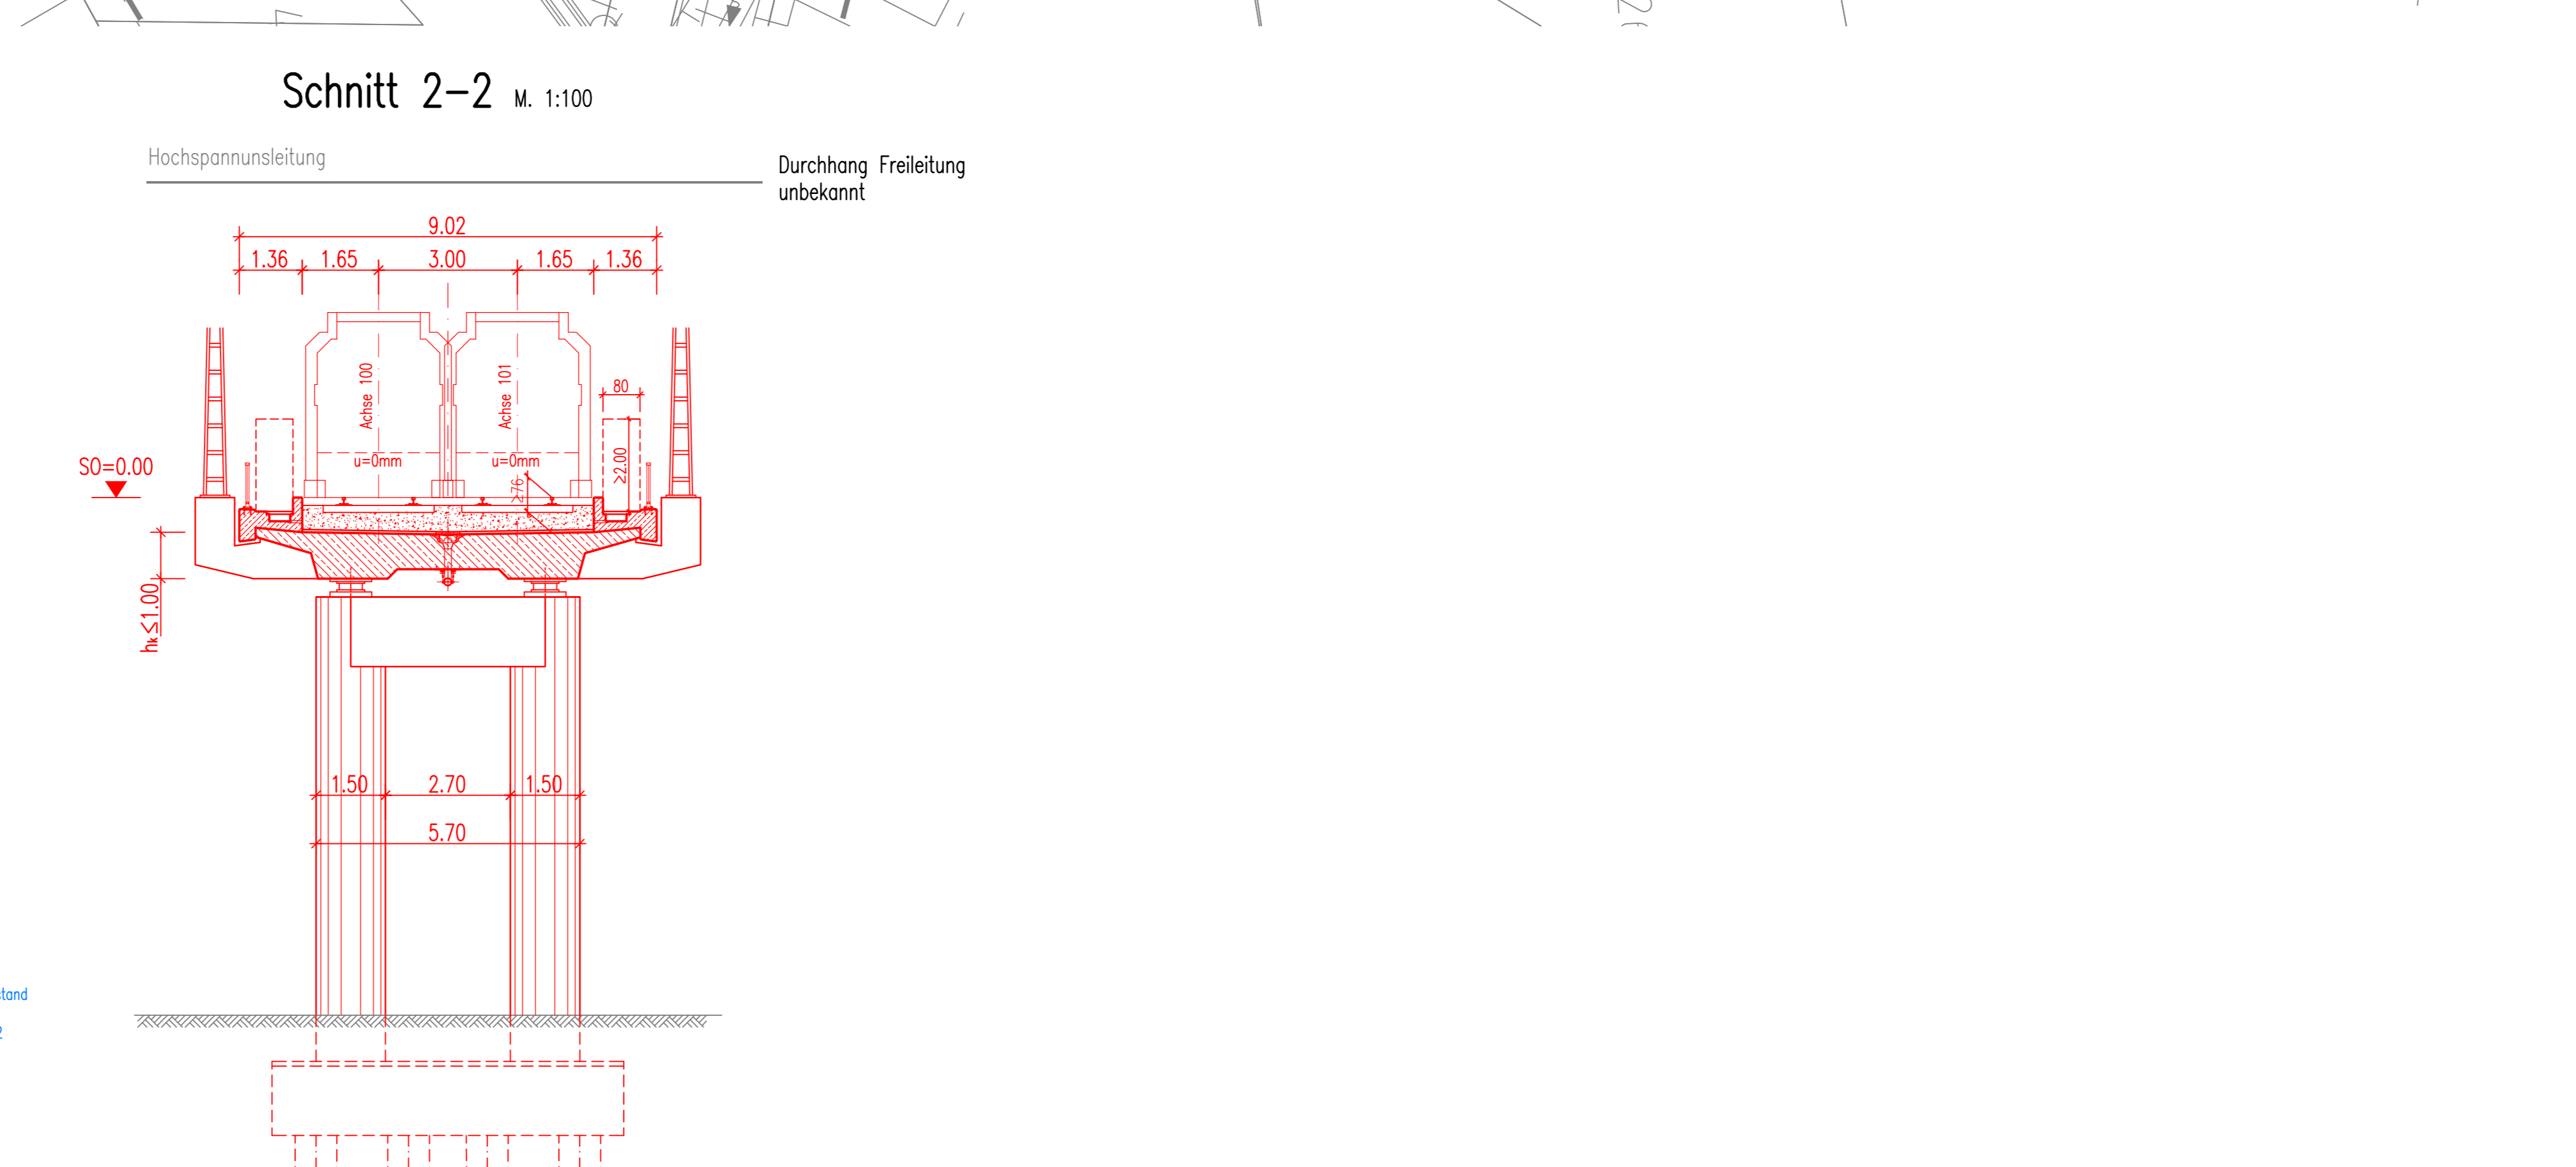 Schnitt 2-2 M. 1:100
Hochspannunsleitung
Durchhang Freileitung
unbekannt
9.02
1.36 1.65 3.00 1.65 1.36
Achse 100
Achse 101
80
≥2.00
SO=0.00
u=0mm
u=0mm
≥76
hk≤1.00
1.50 2.70 1.50
5.70
tand
2